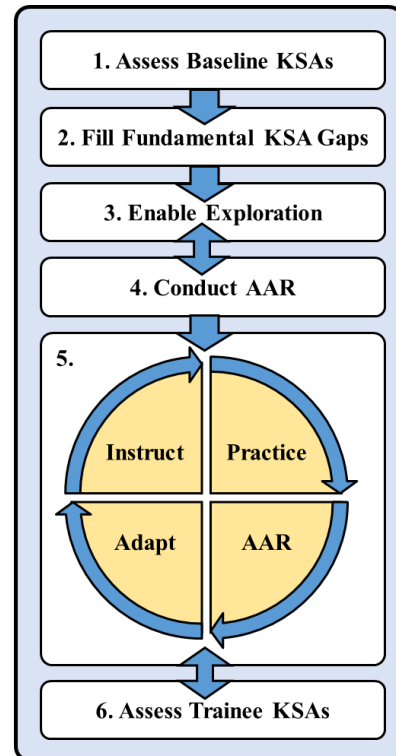 1. Assess Baseline KSAs
2. Fill Fundamental KSA Gaps
3. Enable Exploration
4. Conduct AAR
5.
Instruct
Practice
Adapt
AAR
6. Assess Trainee KSAs